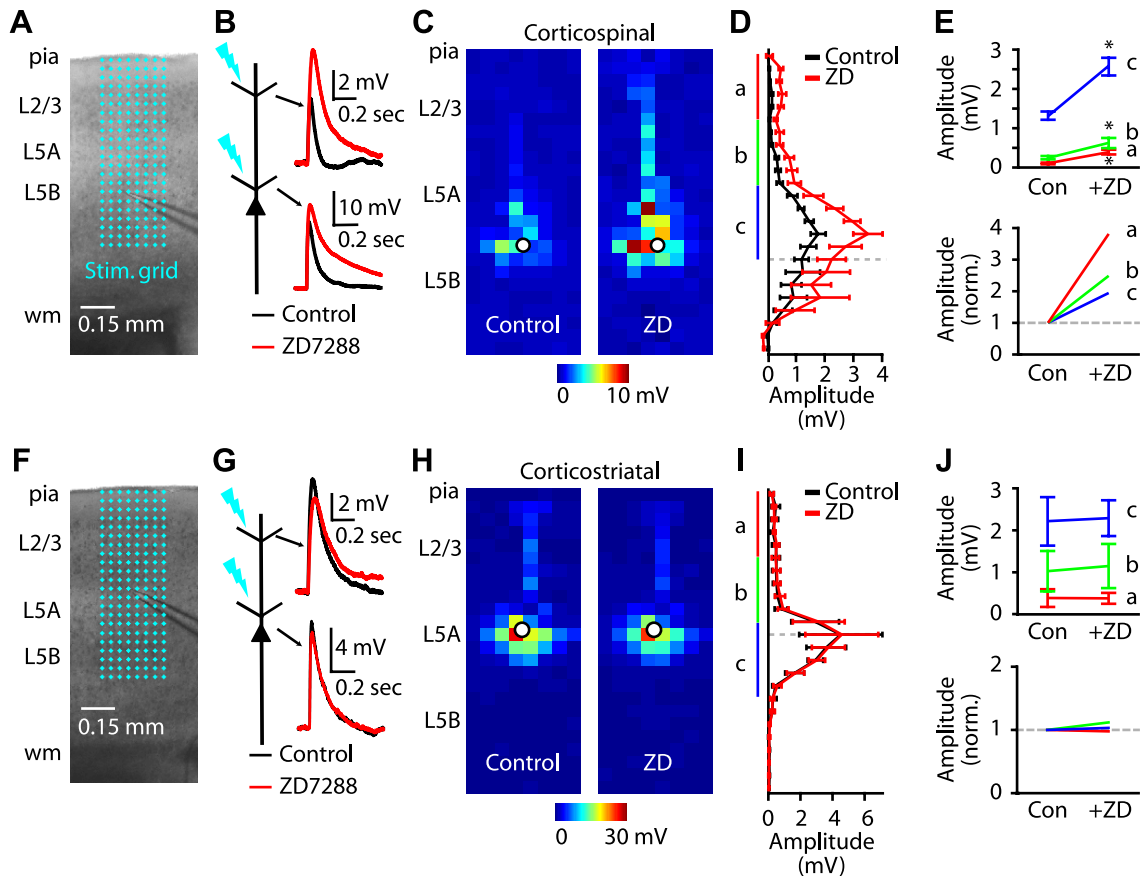 A
pia
L2/3
L5A
L5B
wm
Stim. grid
0.15 mm
B
2 mV
0.2 sec
10 mV
0.2 sec
Control
ZD7288
C
Corticospinal
L2/3
L5A
L5B
Control
ZD
0 10 mV
D
Control
ZD
a
b
c
0 1 2 3 4
Amplitude
(mV)
E
Amplitude
(mV)
3
2
1
0
*
c
*
b
a
*
Con +ZD
Amplitude
(norm.)
4
3
2
1
0
a
b
c
Con +ZD
F
pia
L2/3
L5A
L5B
wm
0.15 mm
G
2 mV
0.2 sec
4 mV
0.2 sec
Control
ZD7288
H
Corticostriatal
pia
L2/3
L5A
L5B
Control
ZD
0 30 mV
I
Control
ZD
a
b
c
0 2 4 6
Amplitude
(mV)
J
Amplitude
(mV)
3
2
1
0
c
b
a
Con +ZD
Amplitude
(norm.)
2
1
0
Con +ZD